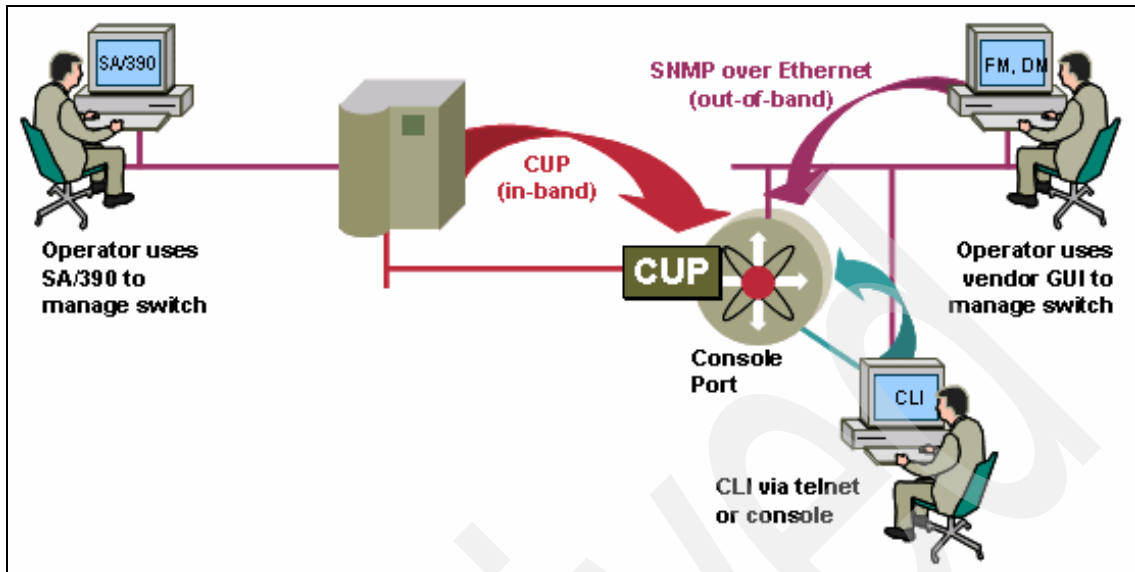 SA/390
Operator uses
SA/390 to
manage switch
CUP
(in-band)
SNMP over Ethernet
(out-of-band)
FM, DM
Operator uses
vendor GUI to
manage switch
CUP
Console
Port
CLI
CLI via telnet
or console